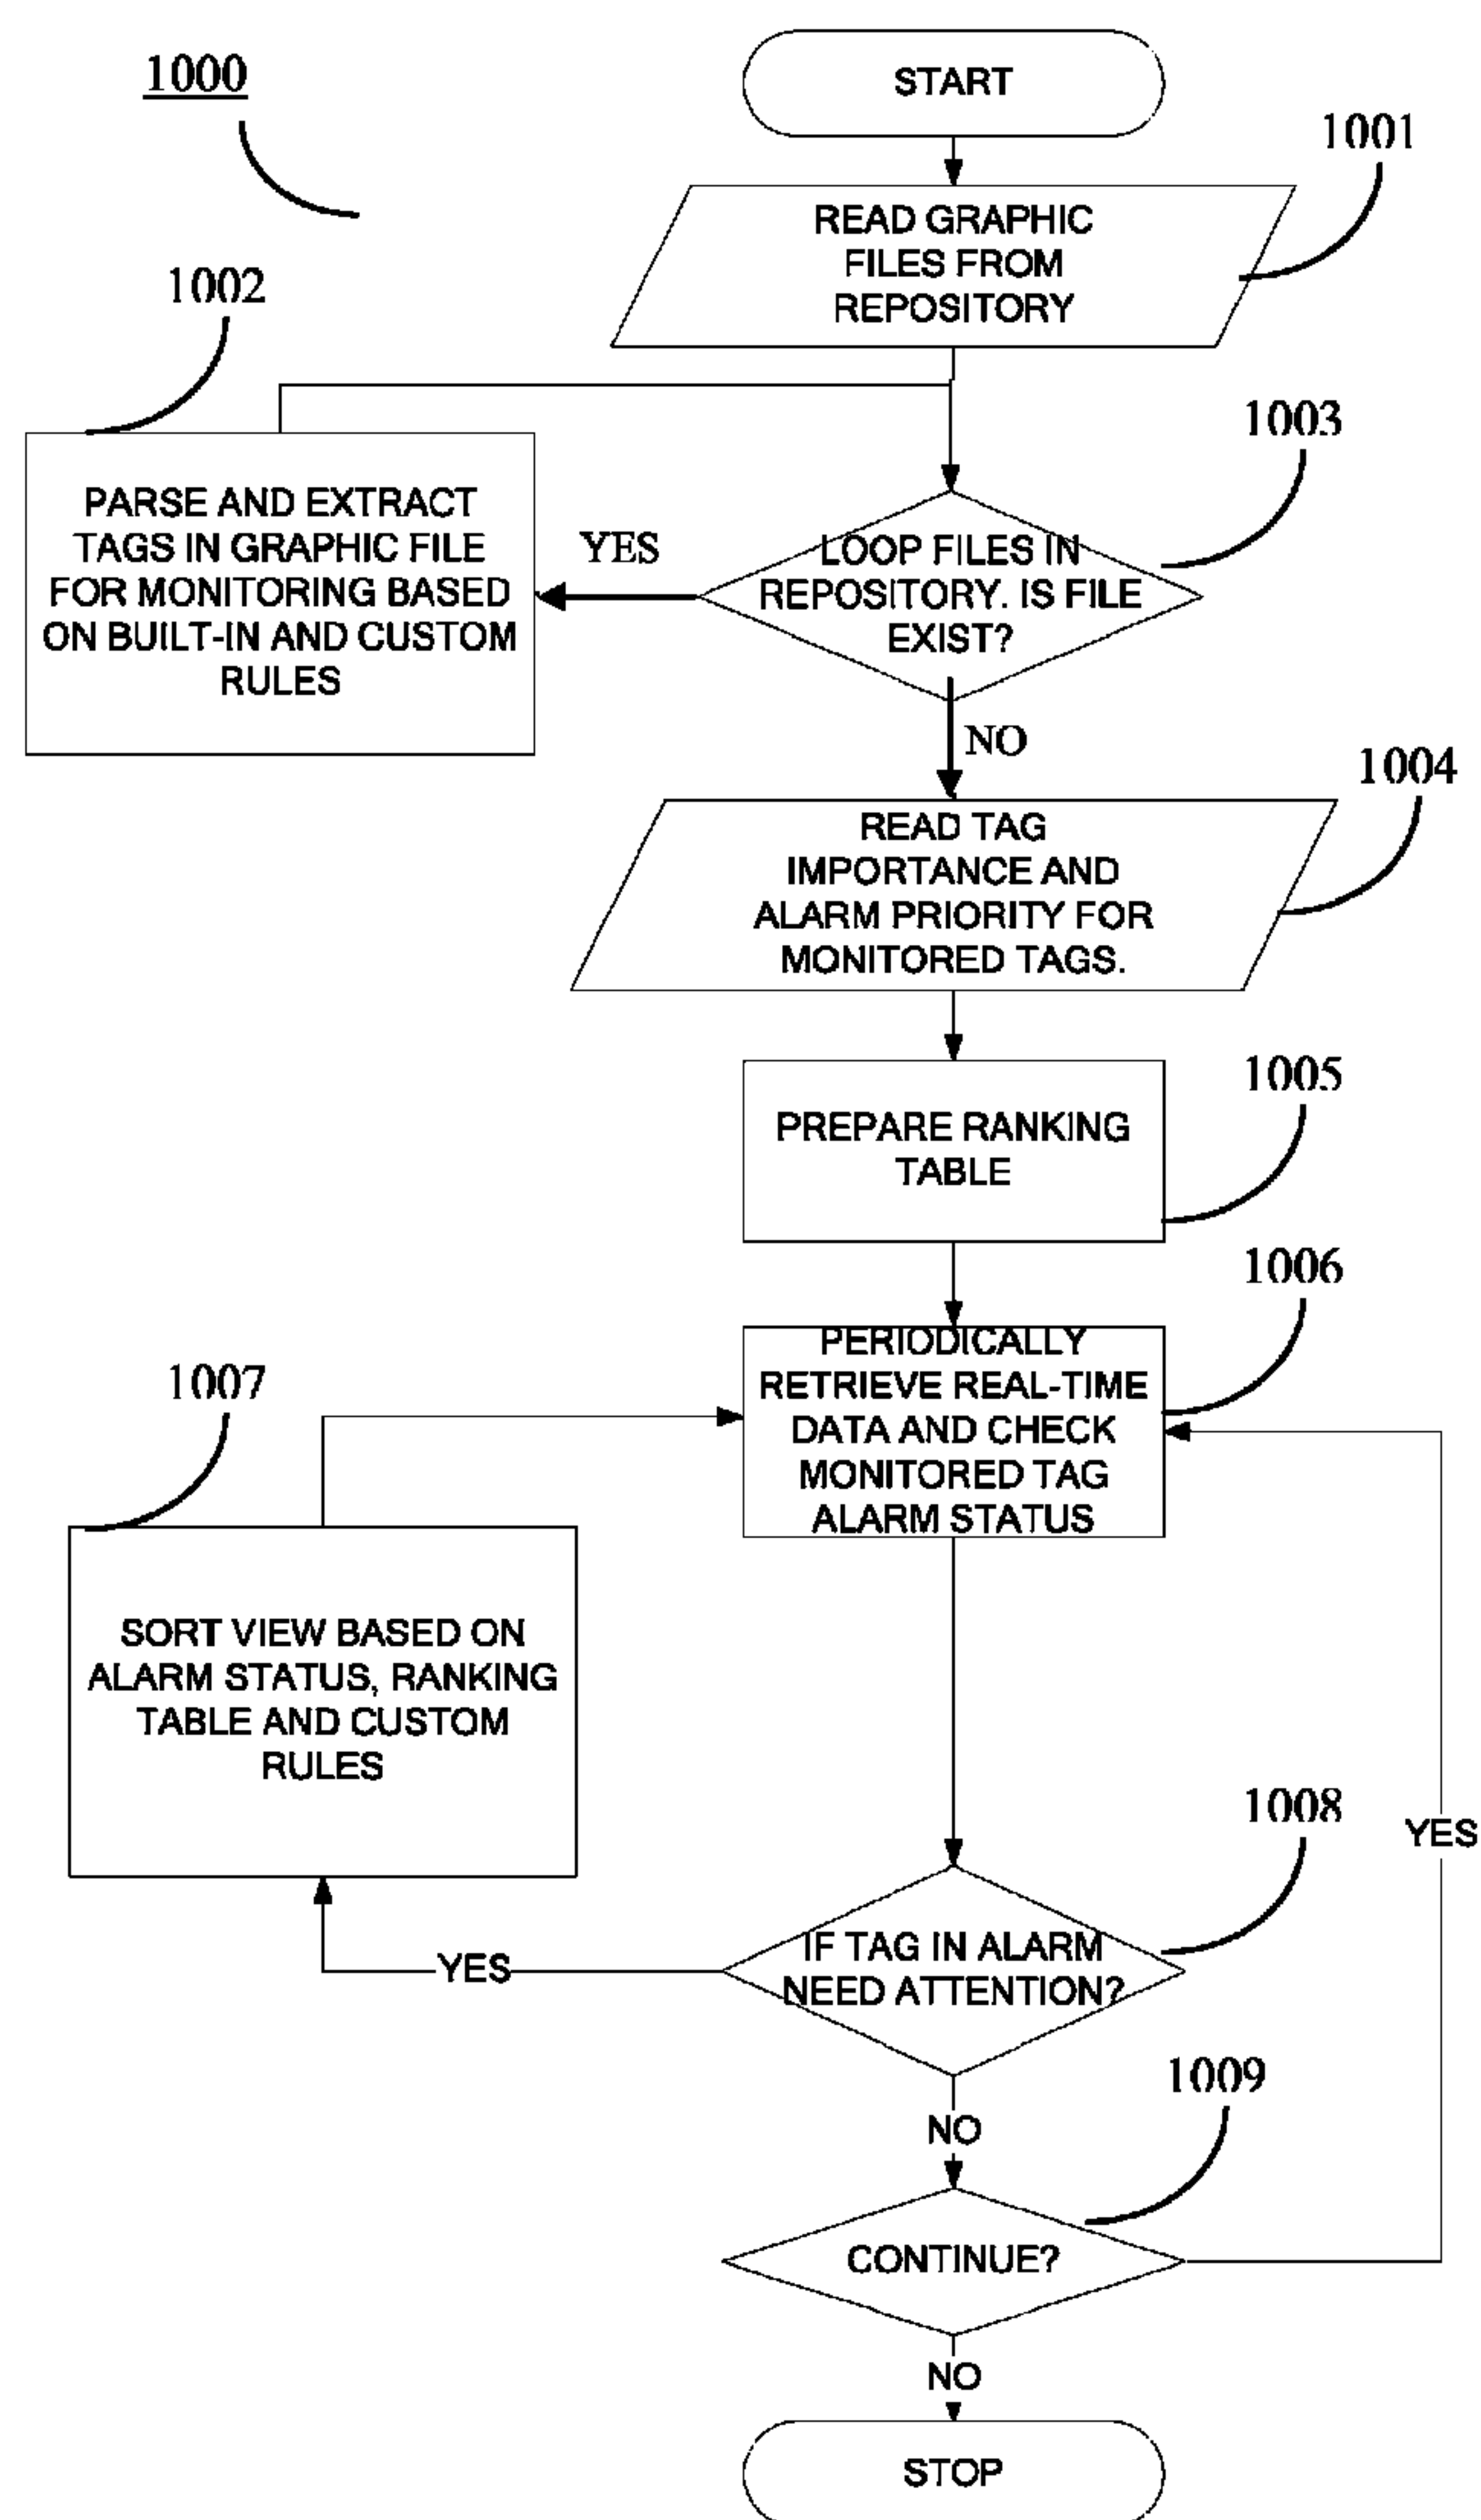 1000
START
1001
READ GRAPHIC
FILES FROM
REPOSITORY
1002
1003
PARSE AND EXTRACT
TAGS IN GRAPHIC FILE
FOR MONITORING BASED
ON BUILT-IN AND CUSTOM
RULES
YES
LOOP FILES IN
REPOSITORY. IS FILE
EXIST?
NO
1004
READ TAG
IMPORTANCE AND
ALARM PRIORITY FOR
MONITORED TAGS.
1005
PREPARE RANKING
TABLE
1006
PERIODICALLY
RETRIEVE REAL-TIME
DATA AND CHECK
MONITORED TAG
ALARM STATUS
1007
SORT VIEW BASED ON
ALARM STATUS, RANKING
TABLE AND CUSTOM
RULES
1008
YES
IF TAG IN ALARM
NEED ATTENTION?
YES
NO
1009
CONTINUE?
NO
STOP